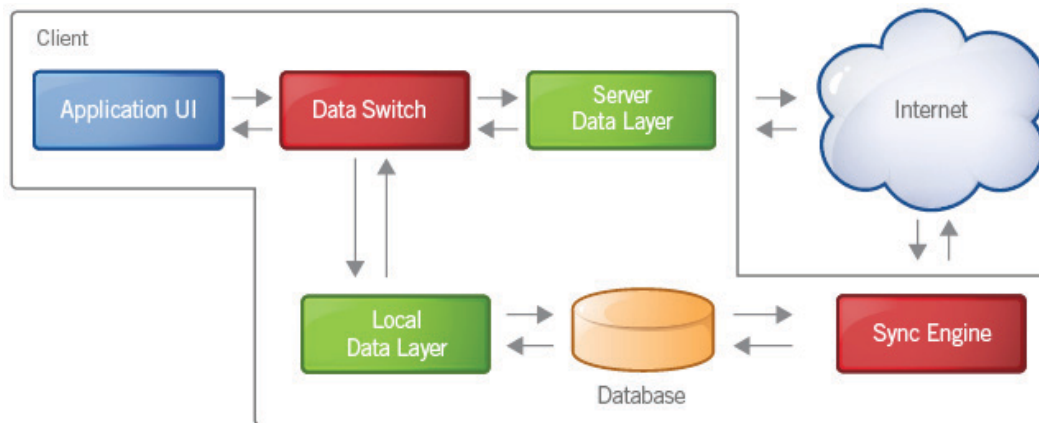 Client
Application UI
Data Switch
Server
Data Layer
Internet
Local
Data Layer
Database
Sync Engine